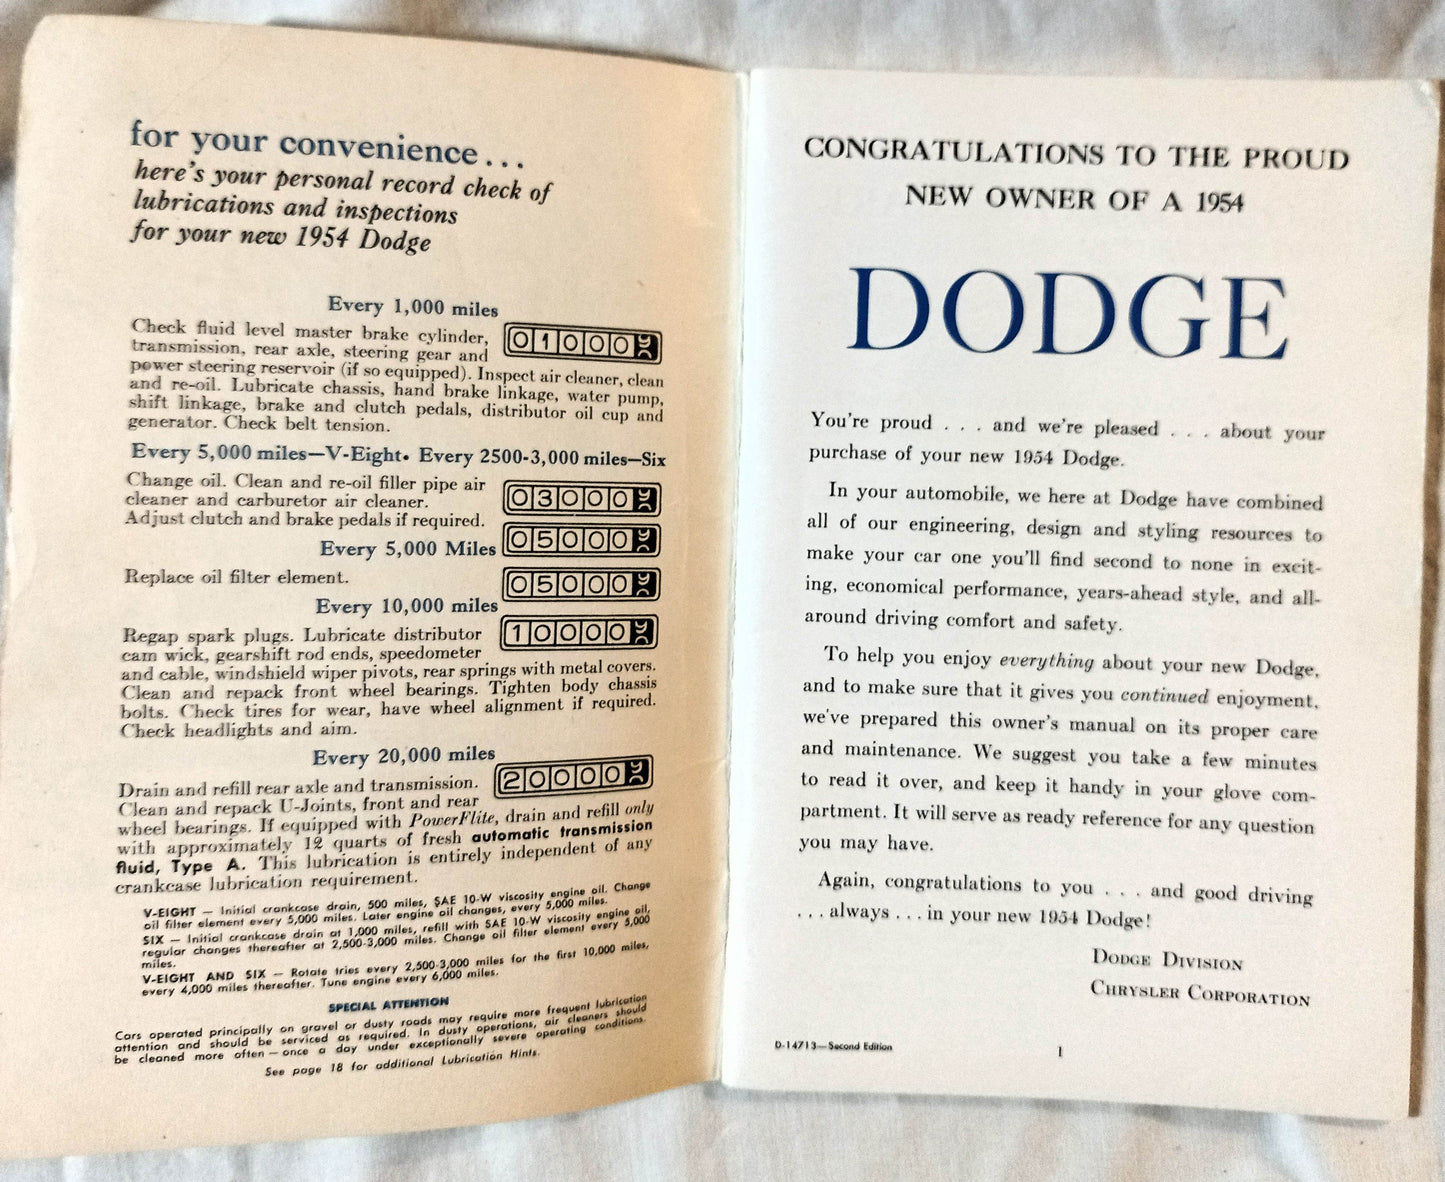 for your convenience...
here's your personal record check of
lubrications and inspections
for your new 1954 Dodge
Every 1,000 miles
Check fluid level master brake cylinder,
transmission, rear axle, steering gear and
power steering reservoir (if so equipped). Inspect air cleaner, clean
and re-oil. Lubricate chassis, hand brake linkage, water pump,
shift linkage, brake and clutch pedals, distributor oil cup and
generator. Check belt tension.
01000
Every 5,000 miles—V-Eight. Every 2500-3,000 miles—Six
Change oil. Clean and re-oil filler pipe air
cleaner and carburetor air cleaner.
Adjust clutch and brake pedals if required.
03000
05000
Every 5,000 Miles
Replace oil filter element.
05000
Every 10,000 miles
10000
Regap spark plugs. Lubricate distributor
cam wick, gearshift rod ends, speedometer
and cable, windshield wiper pivots, rear springs with metal covers.
Clean and repack front wheel bearings. Tighten body chassis
bolts. Check tires for wear, have wheel alignment if required.
Check headlights and aim.
Every 20,000 miles
20000
Drain and refill rear axle and transmission.
Clean and repack U-Joints, front and rear
wheel bearings. If equipped with PowerFlite, drain and refill only
with approximately 12 quarts of fresh automatic transmission
fluid, Type A. This lubrication is entirely independent of any
crankcase lubrication requirement.
V-EIGHT — Initial crankcase drain, 500 miles, SAE 10-W viscosity engine oil. Change
oil filter element every 5,000 miles. Later engine oil changes, every 5,000 miles.
SIX — Initial crankcase drain at 1,000 miles, refill with SAE 10-W viscosity engine oil,
regular changes thereafter at 2,500-3,000 miles. Change oil filter element every 5,000
miles.
V-EIGHT AND SIX — Rotate tries every 2,500-3,000 miles for the first 10,000 miles,
every 4,000 miles thereafter. Tune engine every 6,000 miles.
SPECIAL ATTENTION
Cars operated principally on gravel or dusty roads may require more frequent lubrication
attention and should be serviced as required. In dusty operations, air cleaners should
be cleaned more often — once a day under exceptionally severe operating conditions.
See page 18 for additional Lubrication Hints.
CONGRATULATIONS TO THE PROUD
NEW OWNER OF A 1954
DODGE
You're proud . . . and we're pleased . . . about your
purchase of your new 1954 Dodge.
In your automobile, we here at Dodge have combined
all of our engineering, design and styling resources to
make your car one you'll find second to none in excit-
ing, economical performance, years-ahead style, and all-
around driving comfort and safety.
To help you enjoy everything about your new Dodge,
and to make sure that it gives you continued enjoyment,
we've prepared this owner's manual on its proper care
and maintenance. We suggest you take a few minutes
to read it over, and keep it handy in your glove com-
partment. It will serve as ready reference for any question
you may have.
Again, congratulations to you . . . and good driving
. . . always . . . in your new 1954 Dodge!
DODGE DIVISION
CHRYSLER CORPORATION
D-14713—Second Edition
1